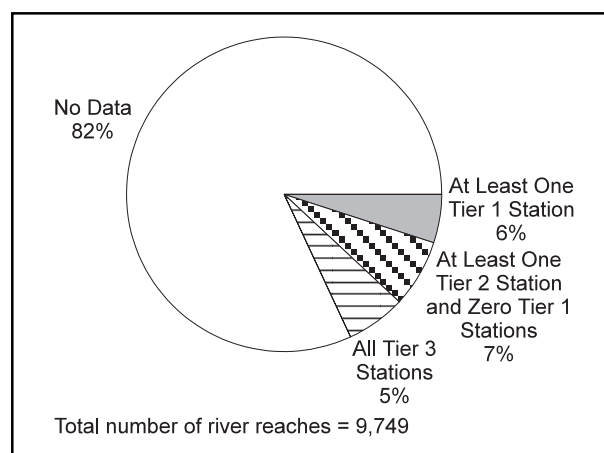 No Data
82%
At Least One
Tier 1 Station
6%
At Least One
Tier 2 Station
and Zero Tier 1
Stations
7%
All Tier 3
Stations
5%
Total number of river reaches = 9,749